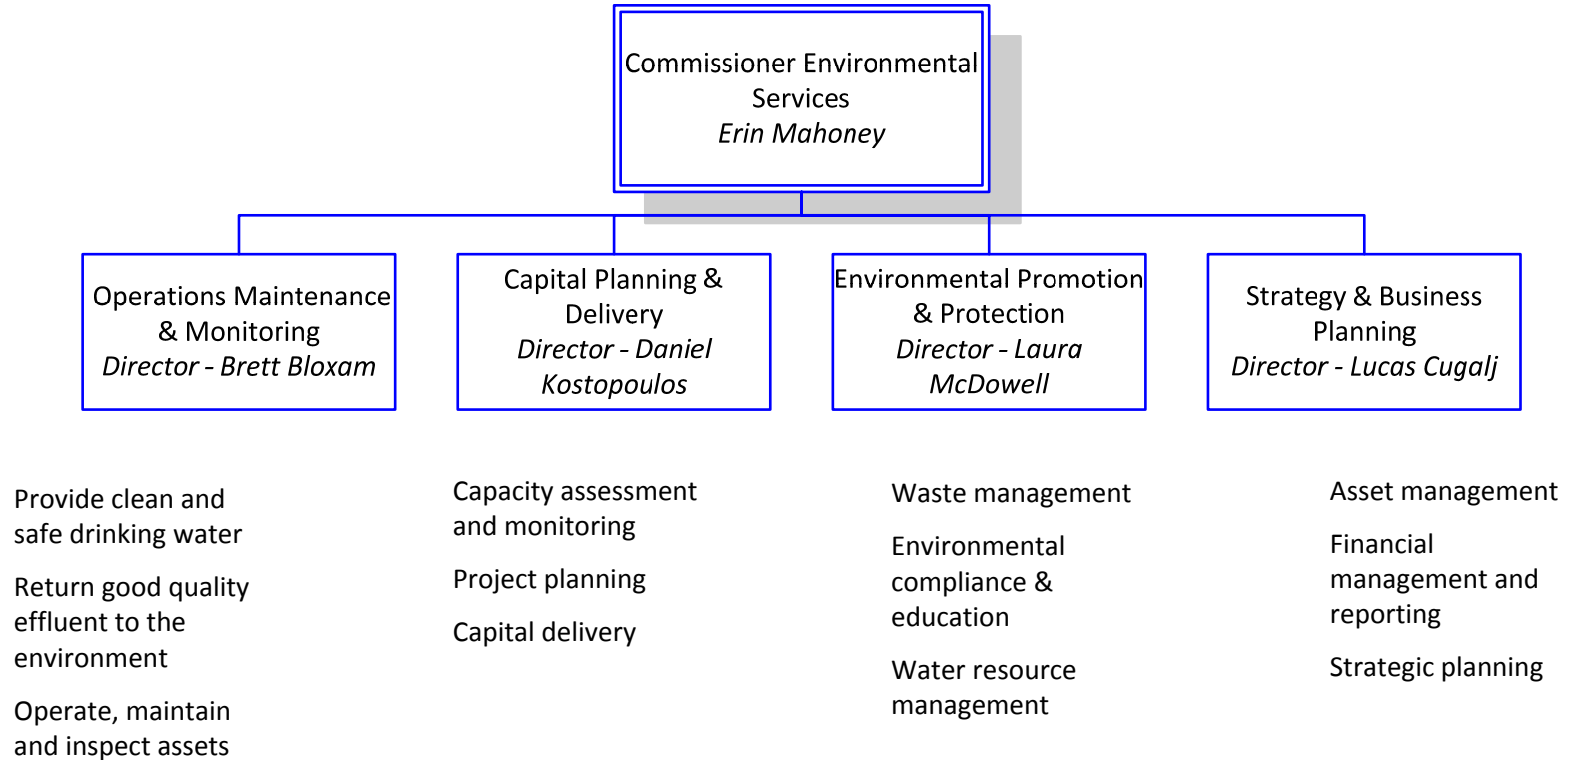 Commissioner Environmental
Services
Erin Mahoney
Operations Maintenance
& Monitoring
Director - Brett Bloxam
Capital Planning &
Delivery
Director - Daniel
Kostopoulos
Environmental Promotion
& Protection
Director - Laura
McDowell
Strategy & Business
Planning
Director - Lucas Cugalj
Provide clean and
safe drinking water
Return good quality
effluent to the
environment
Operate, maintain
and inspect assets
Capacity assessment
and monitoring
Project planning
Capital delivery
Waste management
Environmental
compliance &
education
Water resource
management
Asset management
Financial
management and
reporting
Strategic planning